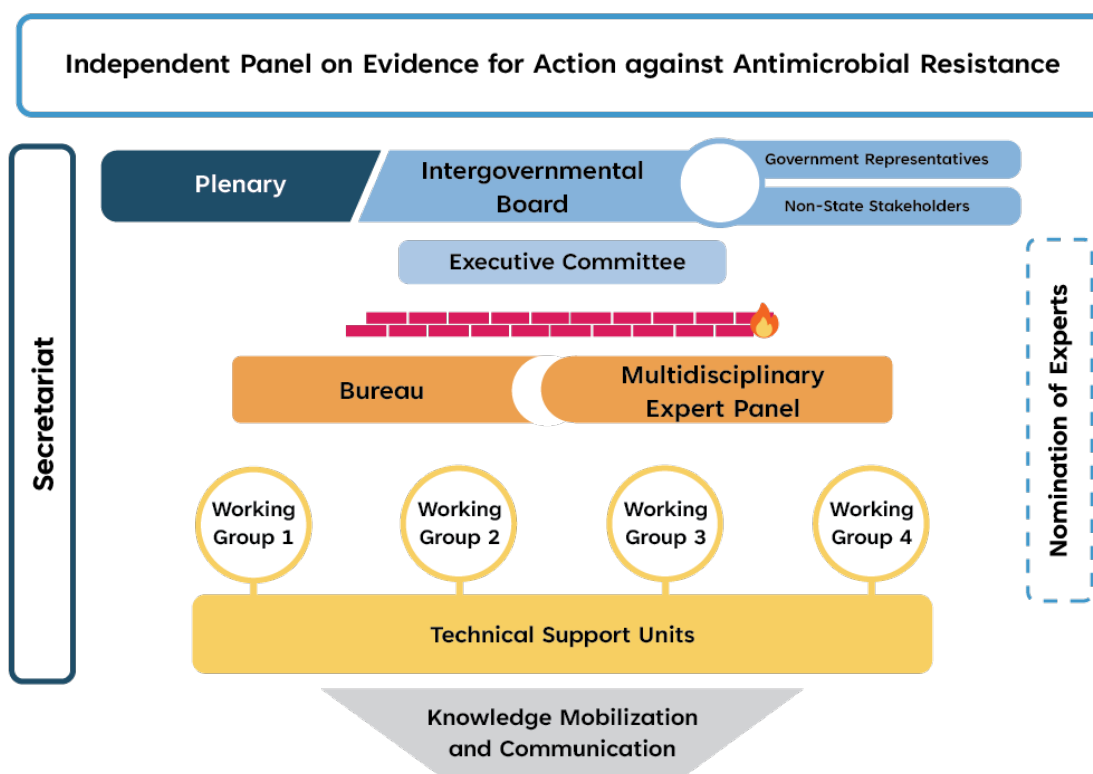 Independent Panel on Evidence for Action against Antimicrobial Resistance
Secretariat
Plenary
Intergovernmental
Board
Government Representatives
Non-State Stakeholders
Executive Committee
Nomination of Experts
Bureau
Multidisciplinary
Expert Panel
Working
Group 1
Working
Group 2
Working
Group 3
Working
Group 4
Technical Support Units
Knowledge Mobilization
and Communication